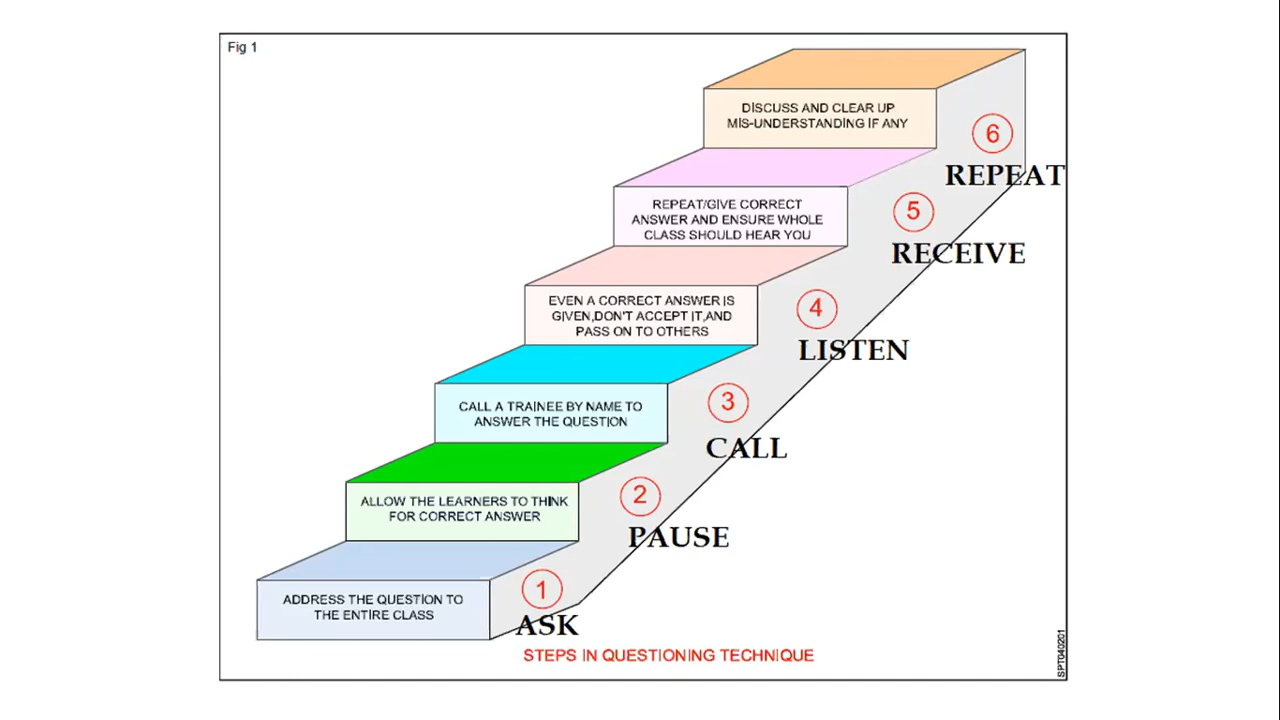 Fig 1
DISCUSS AND CLEAR UP
MIS-UNDERSTANDING IF ANY
6
REPEAT
REPEAT/GIVE CORRECT
ANSWER AND ENSURE WHOLE
CLASS SHOULD HEAR YOU
5
RECEIVE
EVEN A CORRECT ANSWER IS
GIVEN,DON'T ACCEPT IT,AND
PASS ON TO OTHERS
4
LISTEN
CALL A TRAINEE BY NAME TO
ANSWER THE QUESTION
3
CALL
ALLOW THE LEARNERS TO THINK
FOR CORRECT ANSWER
2
PAUSE
ADDRESS THE QUESTION TO
THE ENTIRE CLASS
1
ASK
STEPS IN QUESTIONING TECHNIQUE
SPT040201